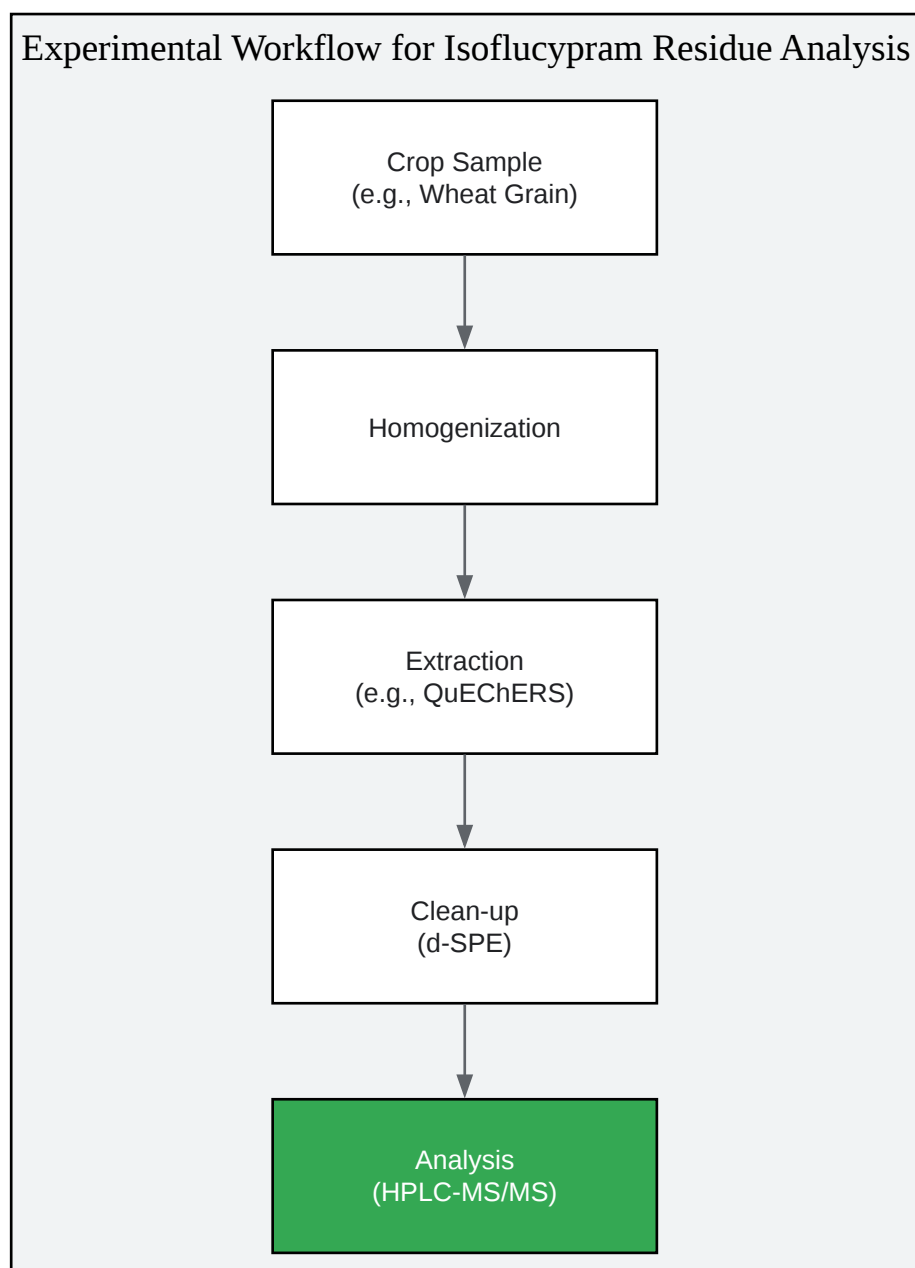 Experimental Workflow for Isoflucypram Residue Analysis
Crop Sample
(e.g., Wheat Grain)
Homogenization
Extraction
(e.g., QuEChERS)
Clean-up
(d-SPE)
Analysis
(HPLC-MS/MS)